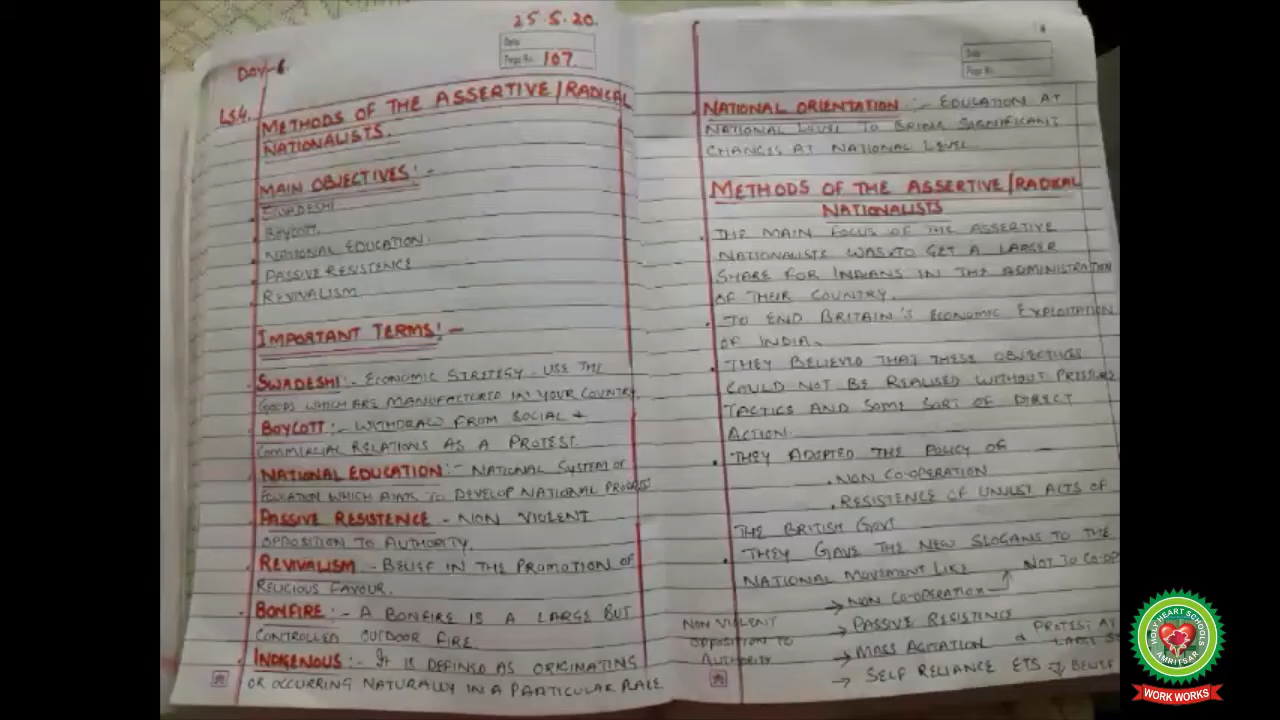 25.5.20.
Date:
Page No. 107
DAY-6
LS4.
METHODS OF THE ASSERTIVE/RADICAL
NATIONALISTS.
MAIN OBJECTIVES:-
SWADESHI
BOYCOTT.
NATIONAL EDUCATION.
PASSIVE RESISTENCE
REVIVALISM
IMPORTANT TERMS:-
SWADESHI:- ECONOMIC STRATEGY - USE THE
GOODS WHICH ARE MANUFACTURED IN YOUR COUNTRY.
BOYCOTT:- WITHDRAW FROM SOCIAL &
COMMERCIAL RELATIONS AS A PROTEST.
NATIONAL EDUCATION:- NATIONAL SYSTEM OF
EDUCATION WHICH AIMS TO DEVELOP NATIONAL
PASSIVE RESISTENCE - NON VIOLENT
OPPOSITION TO AUTHORITY.
REVIVALISM - BELIEF IN THE PROMOTION OF
RELIGIOUS FAVOUR.
BONFIRE:- A BONFIRE IS A LARGE BUT
CONTROLLED OUTDOOR FIRE.
INDIGENOUS:- IT IS DEFINED AS ORIGINATING
OR OCCURRING NATURALLY IN A PARTICULAR PLACE
Date:
Page No.
NATIONAL ORIENTATION:- EDUCATION AT
NATIONAL LEVEL TO BRING SIGNIFICANT
CHANGES AT NATIONAL LEVEL
METHODS OF THE ASSERTIVE/RADICAL
NATIONALISTS
THE MAIN FOCUS OF THE ASSERTIVE
NATIONALISTS WAS TO GET A LARGER
SHARE FOR INDIANS IN THE ADMINISTRATION
OF THEIR COUNTRY.
TO END BRITAIN'S ECONOMIC EXPLOITATION
OF INDIA.
THEY BELIEVED THAT THESE OBJECTIVES
COULD NOT BE REALISED WITHOUT PRESSURE
TACTICS AND SOME SORT OF DIRECT
ACTION.
THEY ADOPTED THE POLICY OF
. NON CO-OPERATION
. RESISTENCE OF UNJUST ACTS OF
THE BRITISH GOVT
THEY GAVE THE NEW SLOGANS TO THE
NATIONAL MOVEMENT LIKE
→ NON CO-OPERATION → NOT TO CO-OP
NON VIOLENT
OPPOSITION TO
AUTHORITY
→ PASSIVE
→ MASS AGITATION → PROTEST AT
LARGE
→ SELF RELIANCE ETS → BELIEF
HOLY HEART SCHOOLS
AMRITSAR
WORK WORKS